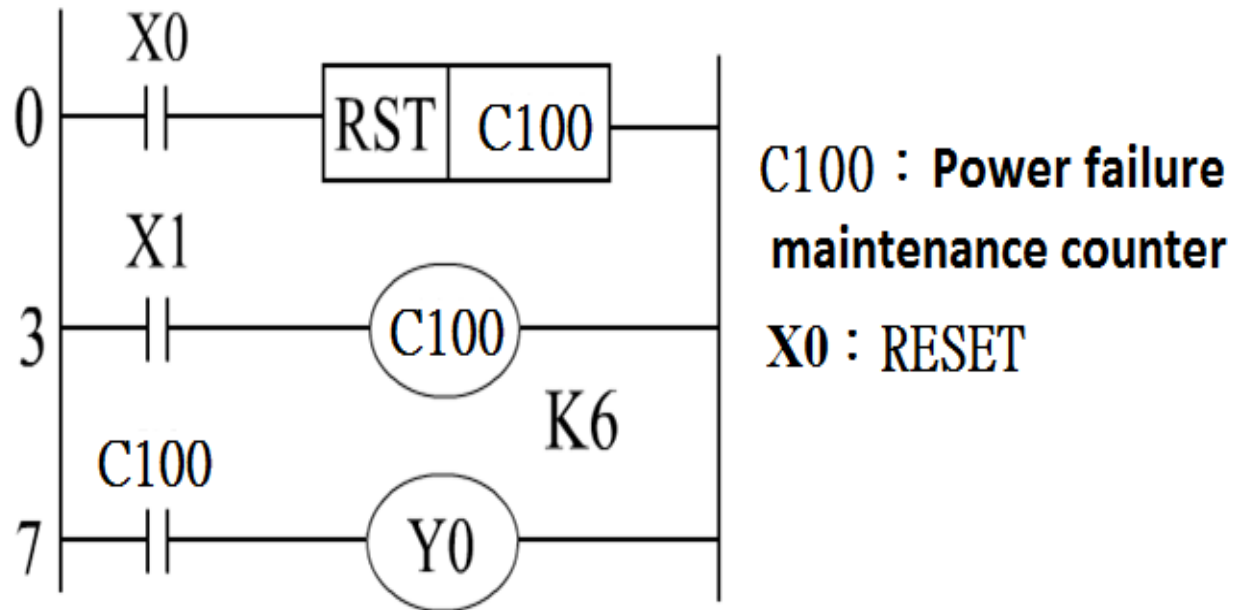 X0
0
RST C100
C100：Power failure
maintenance counter
X1
3
C100
X0：RESET
K6
C100
7
Y0